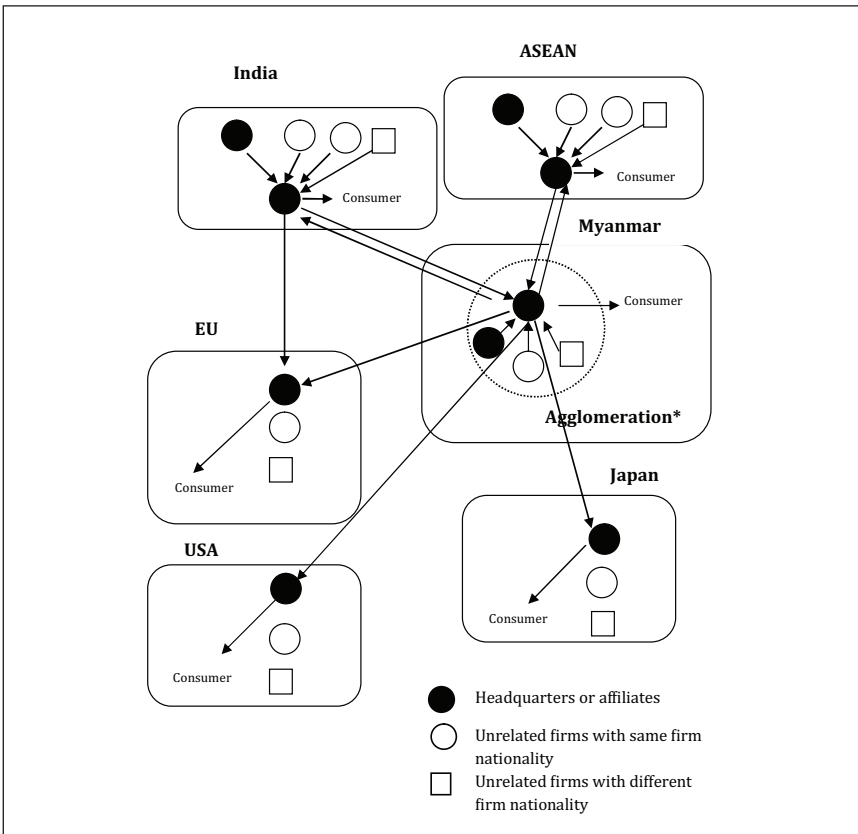 ASEAN
India
Consumer
Consumer
Myanmar
Consumer
EU
Agglomeration*
Consumer
Japan
USA
Consumer
Consumer
Headquarters or affiliates
Unrelated firms with same firm
nationality
Unrelated firms with different
firm nationality